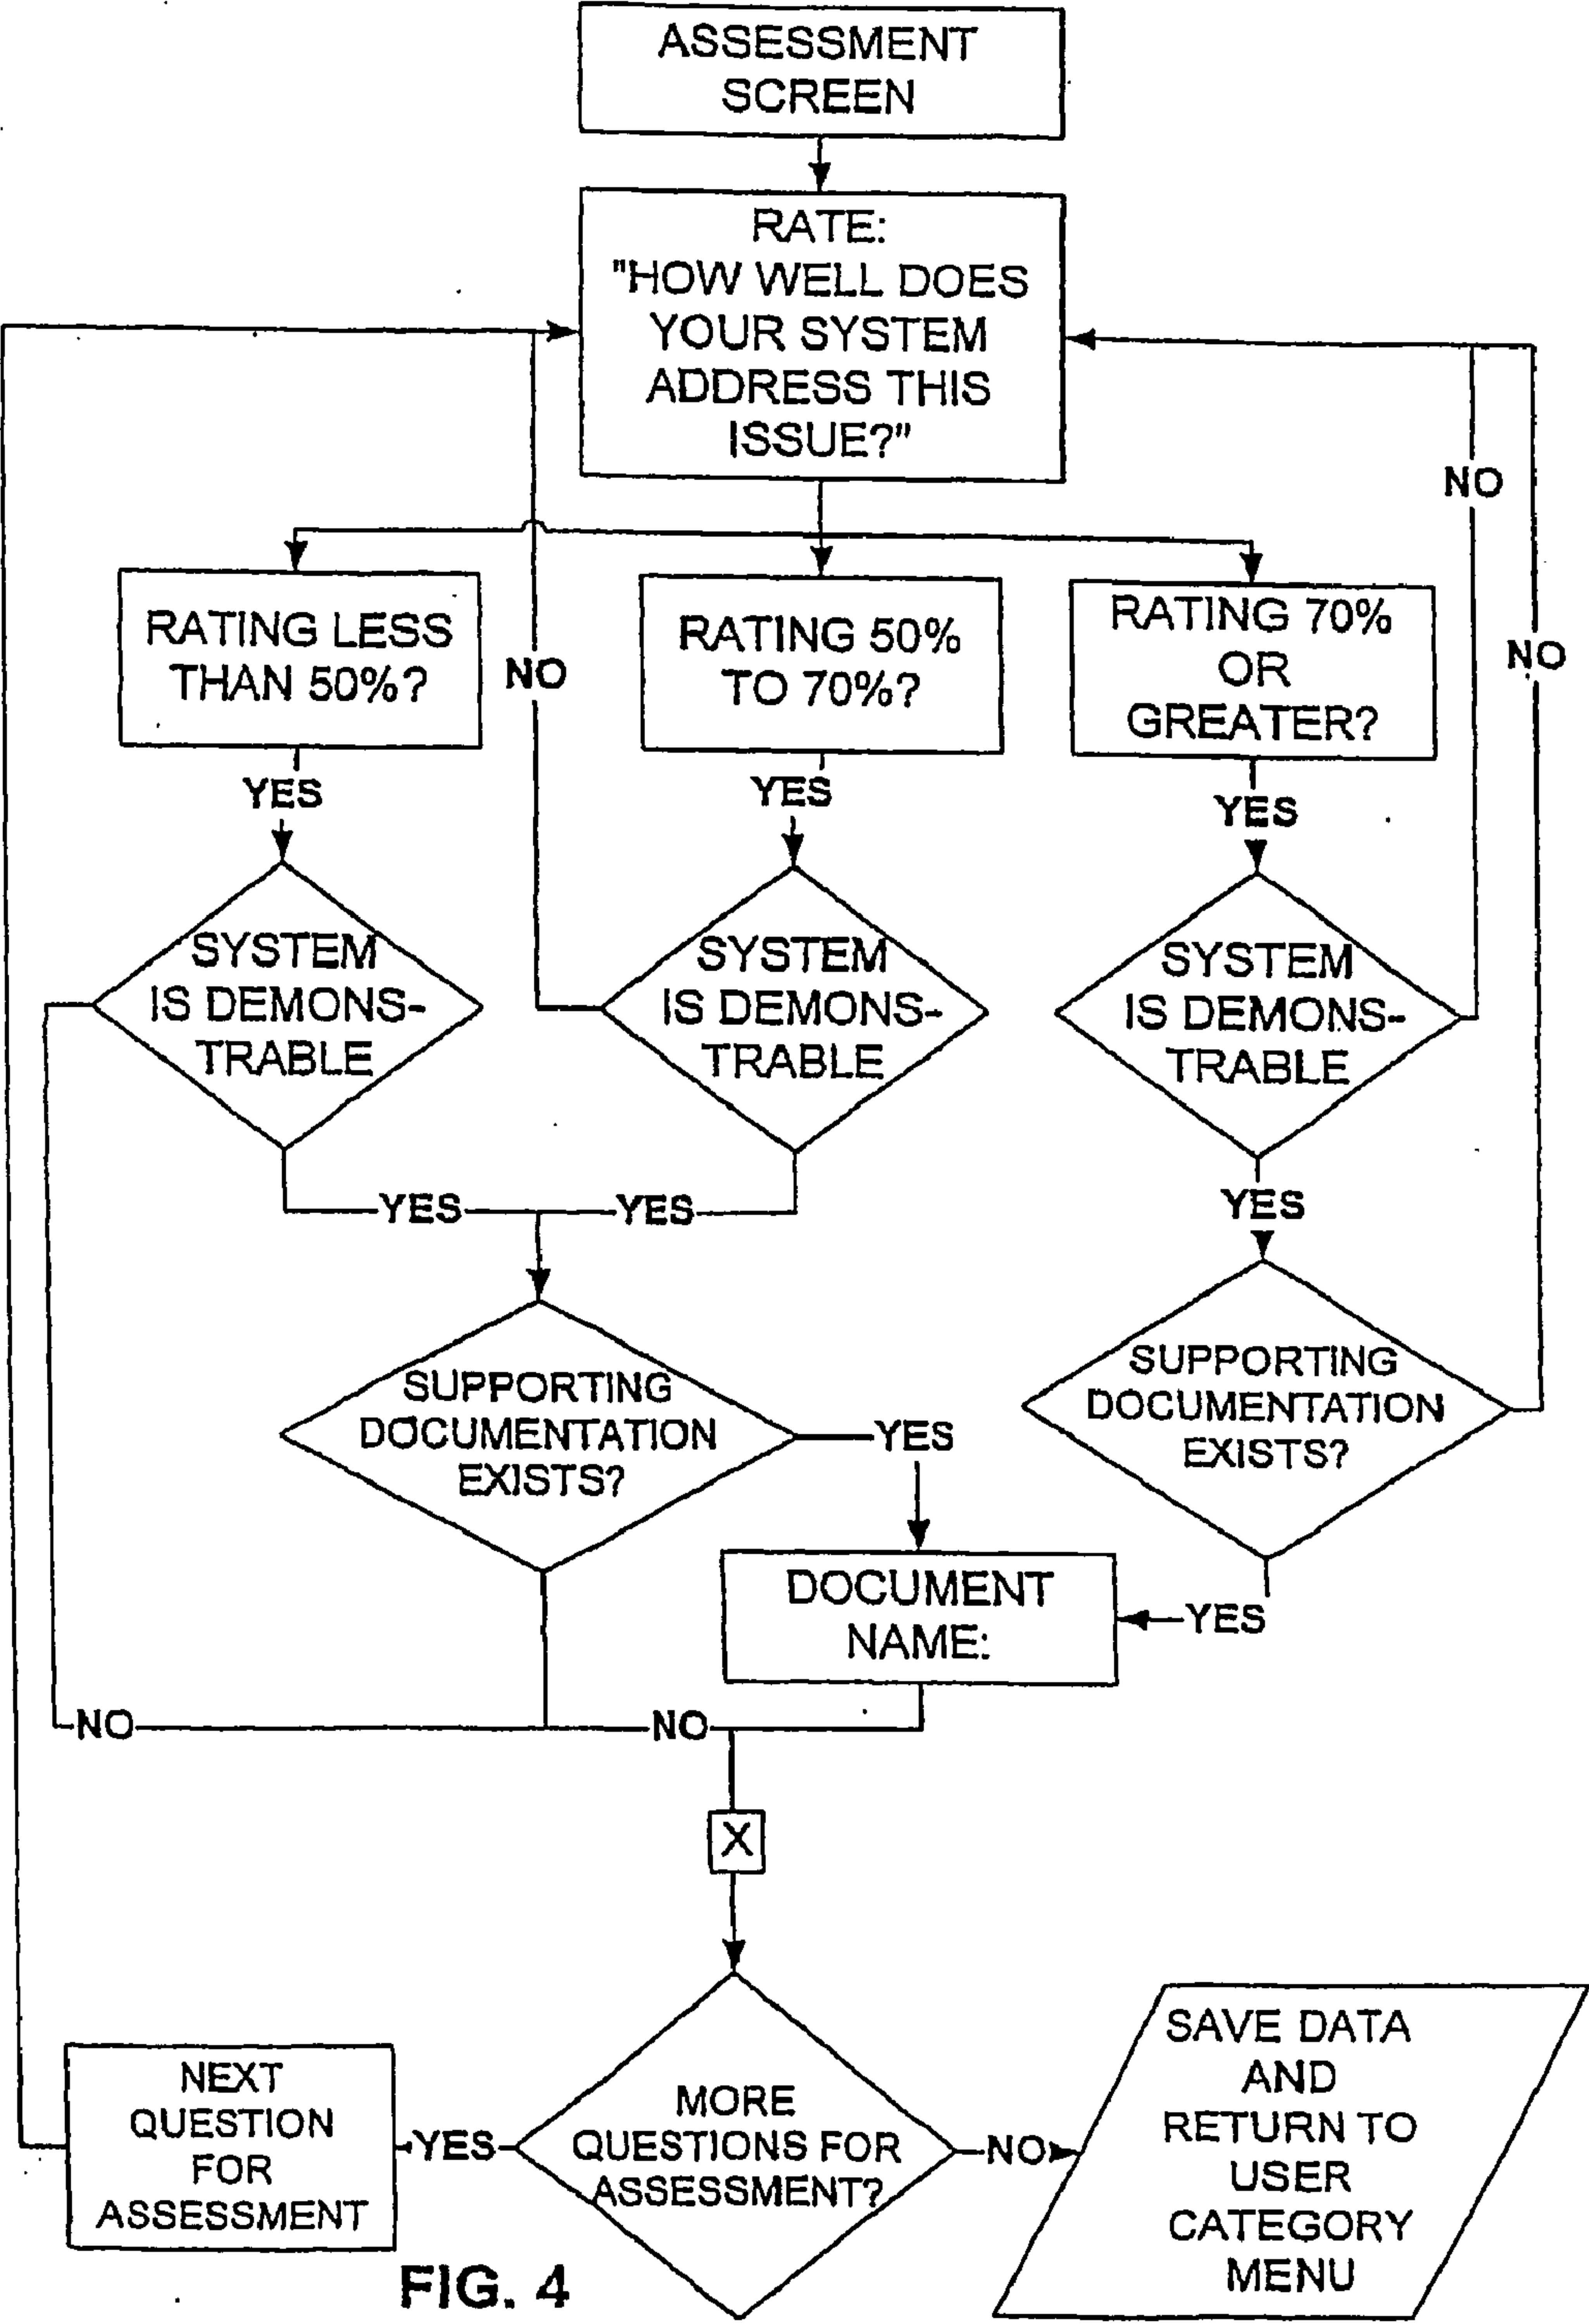 ASSESSMENT
SCREEN
RATE:
"HOW WELL DOES
YOUR SYSTEM
ADDRESS THIS
ISSUE?"
NO
NO
RATING LESS
THAN 50%?
NO
RATING 50%
TO 70%?
RATING 70%
OR
GREATER?
YES
YES
YES
SYSTEM
IS DEMONS-
TRABLE
SYSTEM
IS DEMONS-
TRABLE
SYSTEM
IS DEMONS-
TRABLE
YES
YES
YES
SUPPORTING
DOCUMENTATION
EXISTS?
YES
SUPPORTING
DOCUMENTATION
EXISTS?
DOCUMENT
NAME:
YES
NO
NO
X
NEXT
QUESTION
FOR
ASSESSMENT
YES
MORE
QUESTIONS FOR
ASSESSMENT?
NO
SAVE DATA
AND
RETURN TO
USER
CATEGORY
MENU
FIG. 4